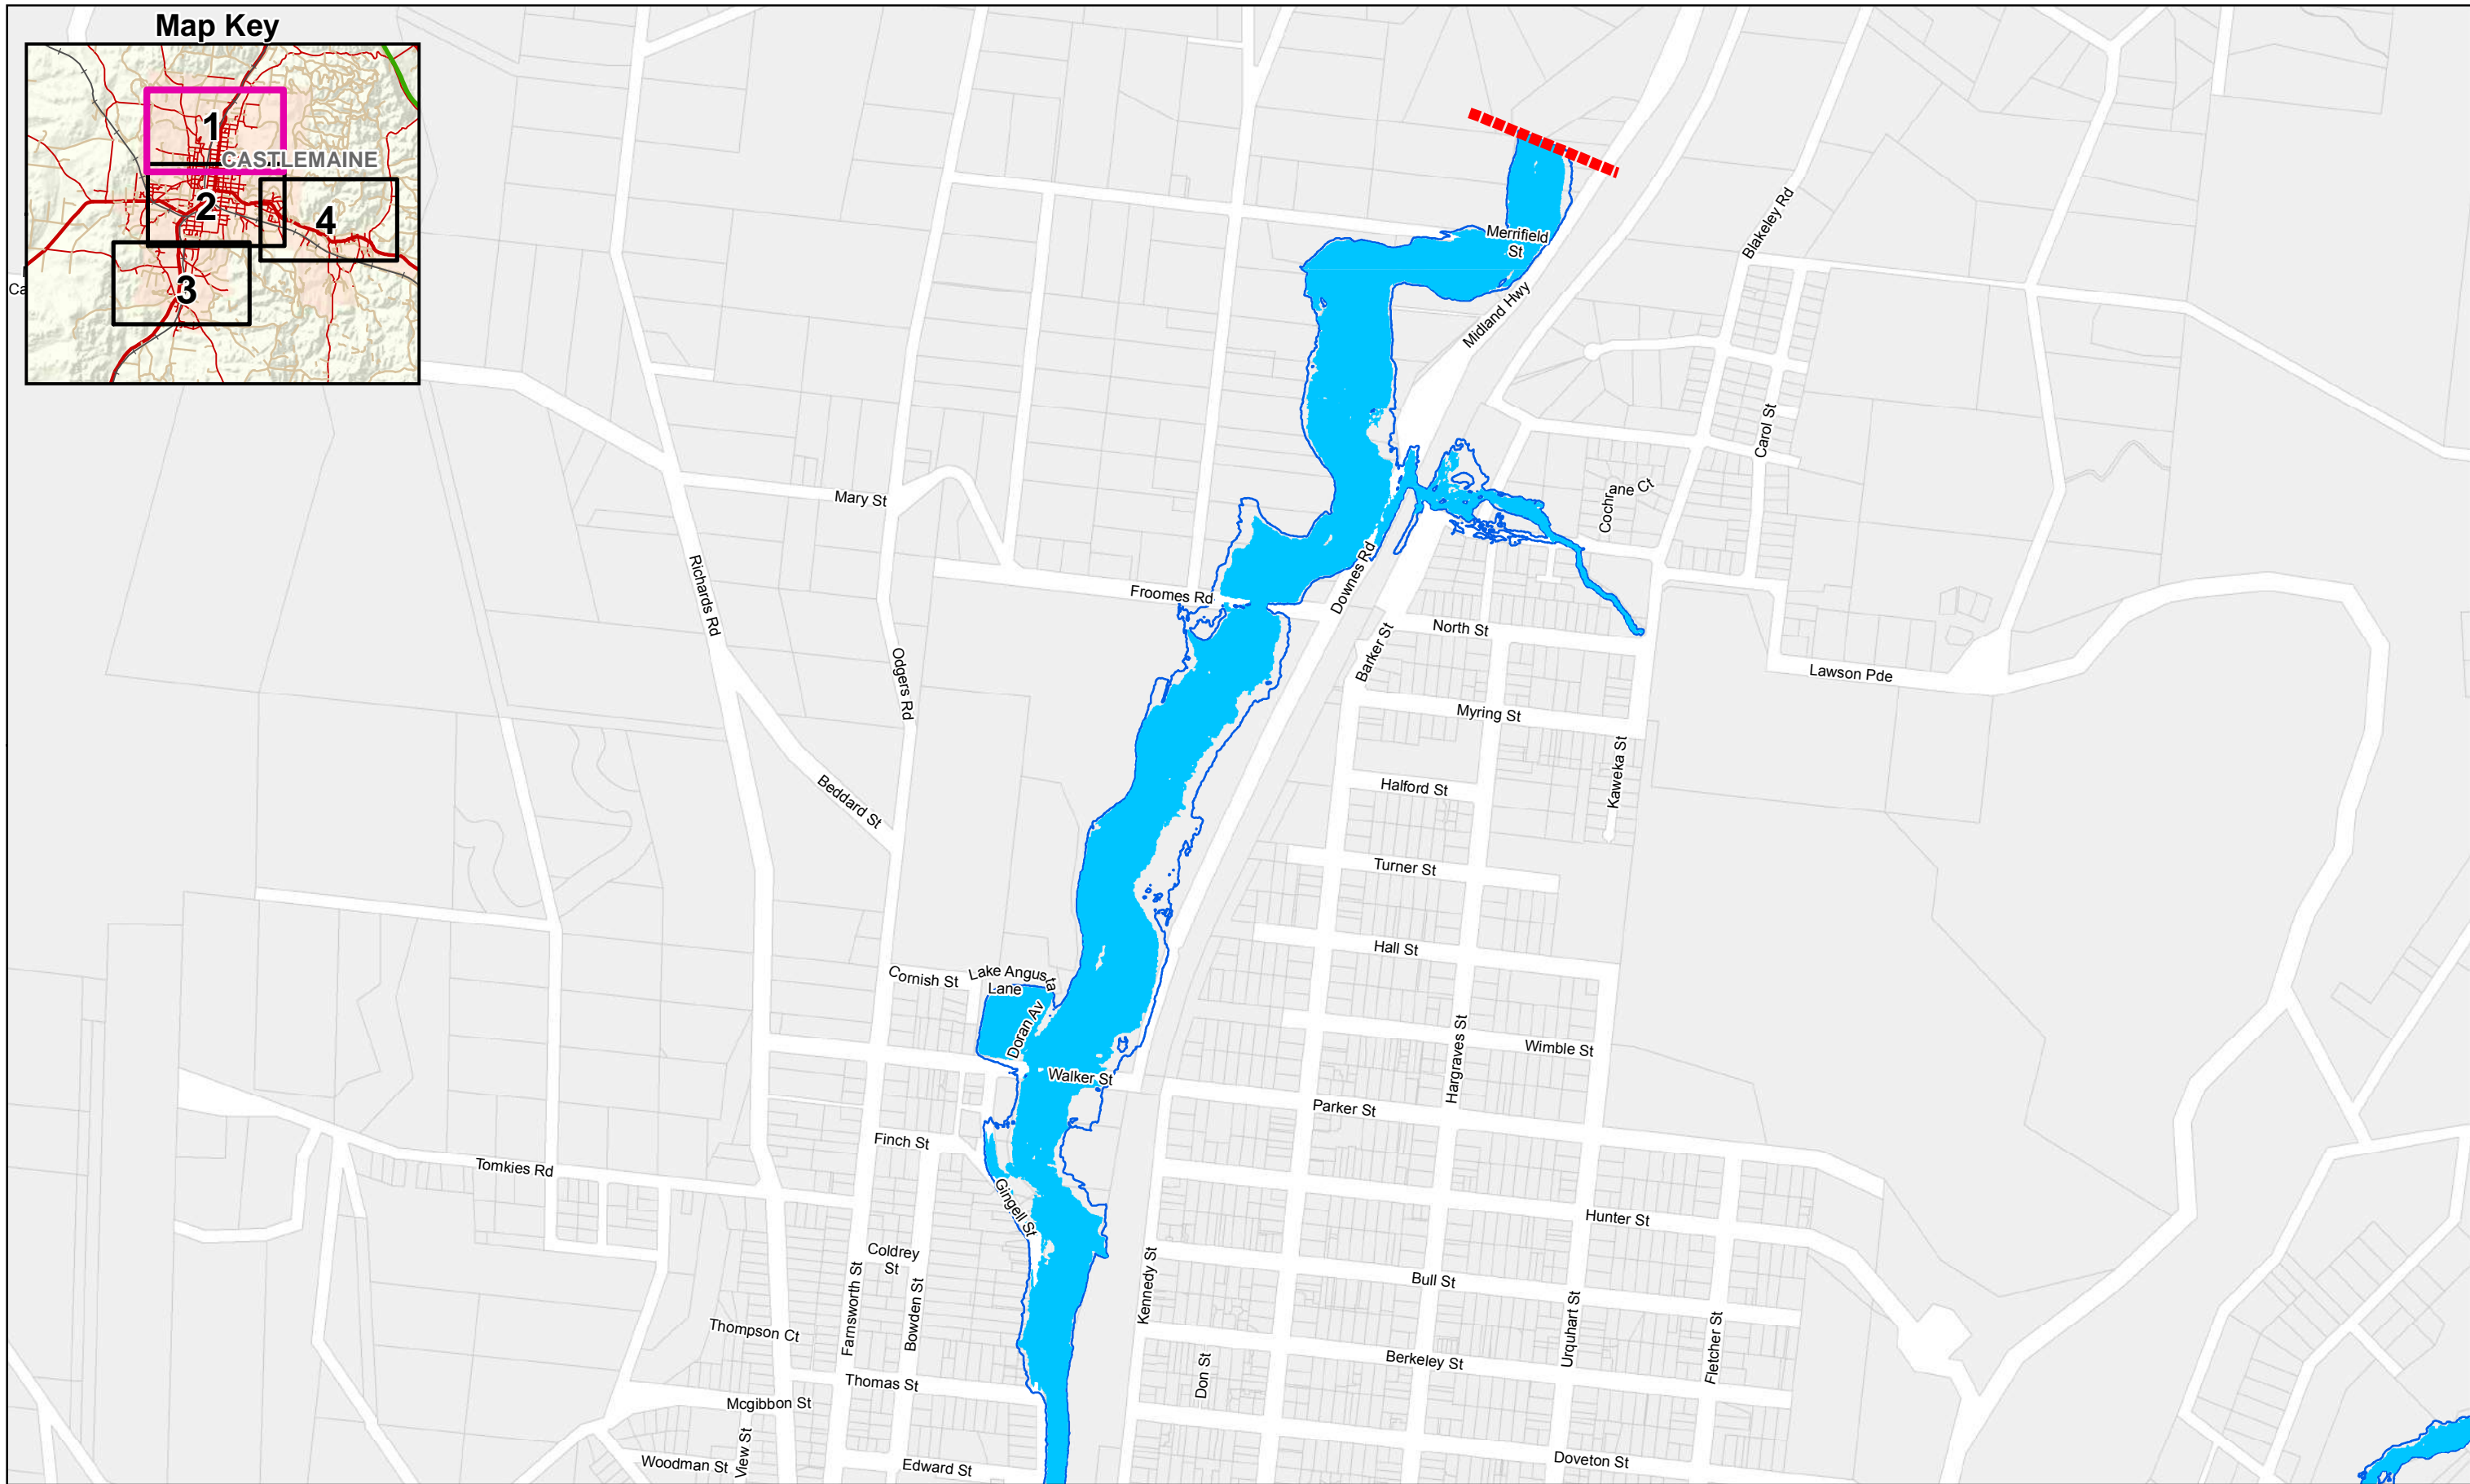 Map Key
1
CASTLEMAINE
2
4
3
Ca
Merrifield
St
Blakeley Rd
Midland Hwy
Carol St
Mary St
Cochrane Ct
Richards Rd
Froomes Rd
Downes Rd
North St
Barker St
Odgers Rd
Lawson Pde
Myring St
Kaweka St
Beddard St
Halford St
Turner St
Hall St
Cornish St
Lake Angusta
Lane
Doran Av
Hargraves St
Wimble St
Walker St
Parker St
Finch St
Tomkies Rd
Gingell St
Hunter St
Coldrey
St
Kennedy St
Bull St
Farnsworth St
Bowden St
Urquhart St
Fletcher St
Thompson Ct
Berkeley St
Don St
Thomas St
Mcgibbon St
View St
Woodman St
Edward St
Doveton St